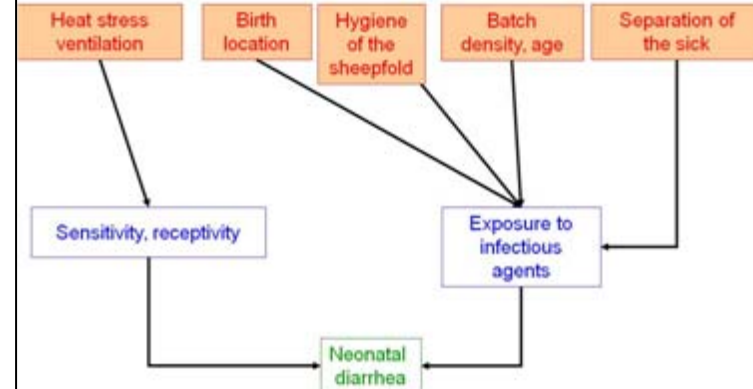 Heat stress
ventilation
Birth
location
Hygiene
of the
sheepfold
Batch
density, age
Separation of
the sick
Sensitivity, receptivity
Exposure to
infectious
agents
Neonatal
diarrhea